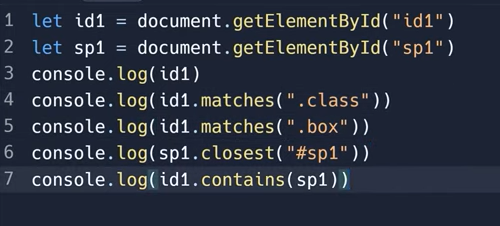 1 let id1 = document.getElementById("id1")
2 let sp1 = document.getElementById("sp1")
3 console.log(id1)
4 console.log(id1.matches(".class"))
5 console.log(id1.matches(".box"))
6 console.log(sp1.closest("#sp1"))
7 console.log(id1.contains(sp1))